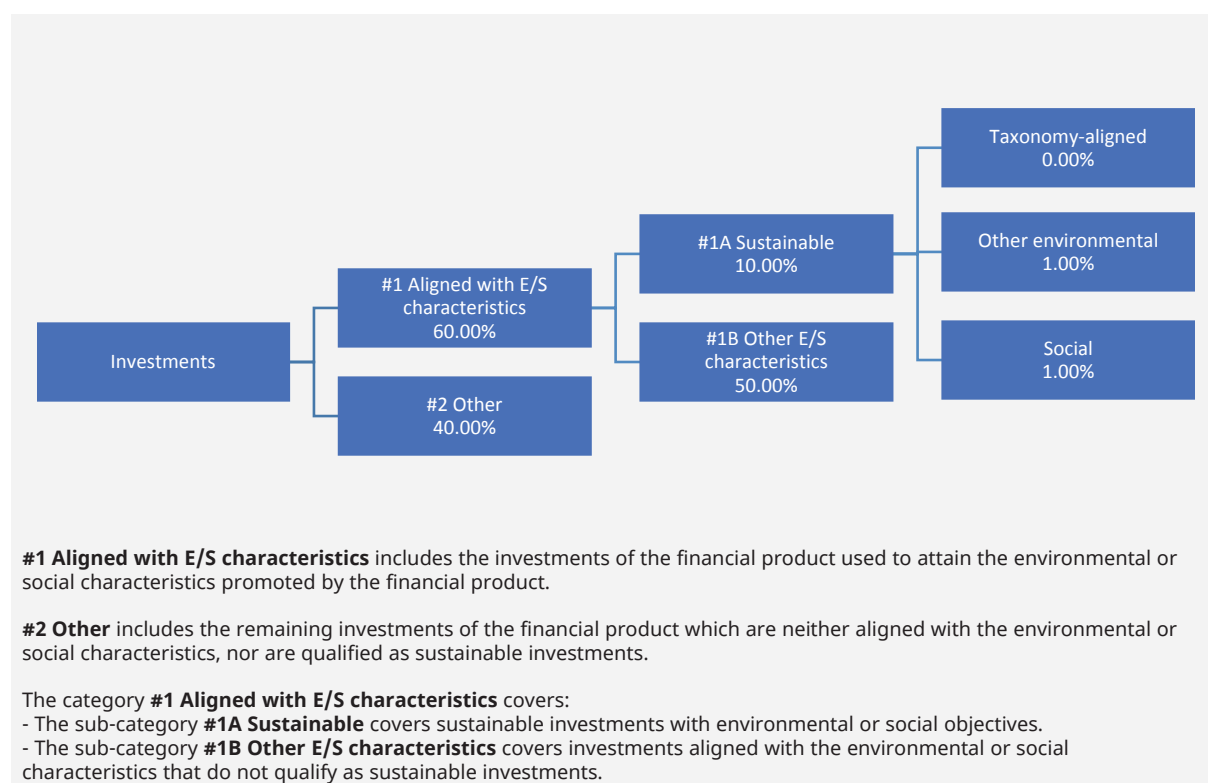 Investments
#1 Aligned with E/S
characteristics
60.00%
#2 Other
40.00%
#1A Sustainable
10.00%
#1B Other E/S
characteristics
50.00%
Taxonomy-aligned
0.00%
Other environmental
1.00%
Social
1.00%
#1 Aligned with E/S characteristics includes the investments of the financial product used to attain the environmental or
social characteristics promoted by the financial product.
#2 Other includes the remaining investments of the financial product which are neither aligned with the environmental or
social characteristics, nor are qualified as sustainable investments.
The category #1 Aligned with E/S characteristics covers:
- The sub-category #1A Sustainable covers sustainable investments with environmental or social objectives.
- The sub-category #1B Other E/S characteristics covers investments aligned with the environmental or social
characteristics that do not qualify as sustainable investments.